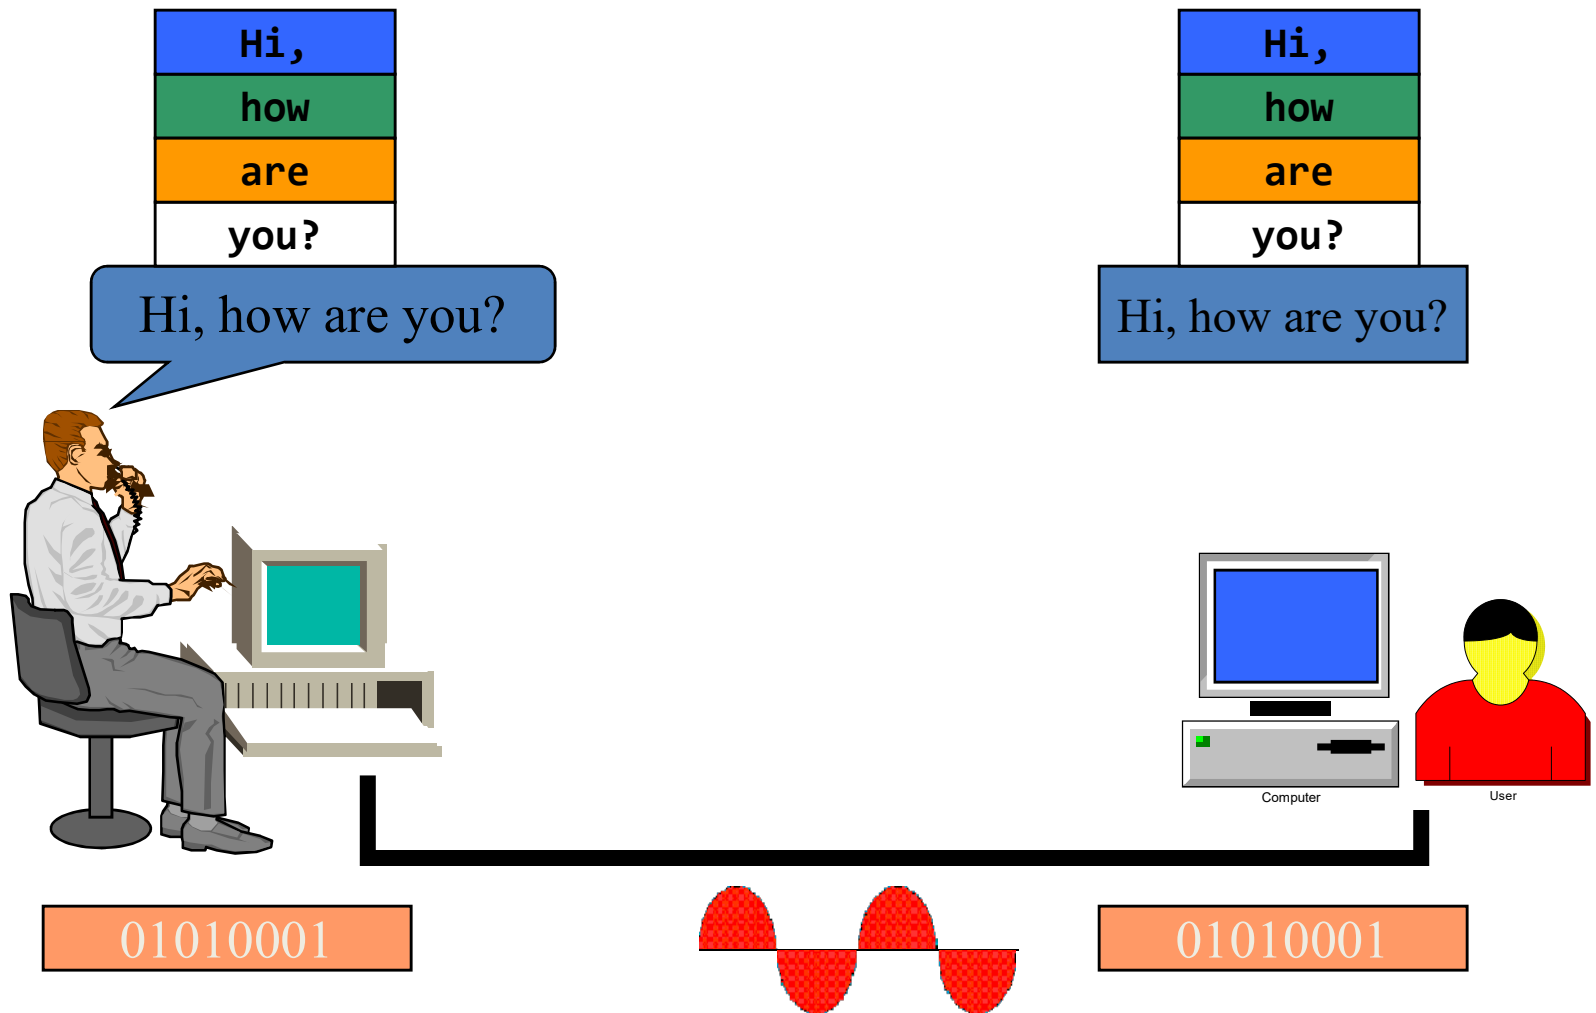 Hi,
how
are
you?
Hi, how are you?
Hi,
how
are
you?
Hi, how are you?
Computer
User
01010001
01010001